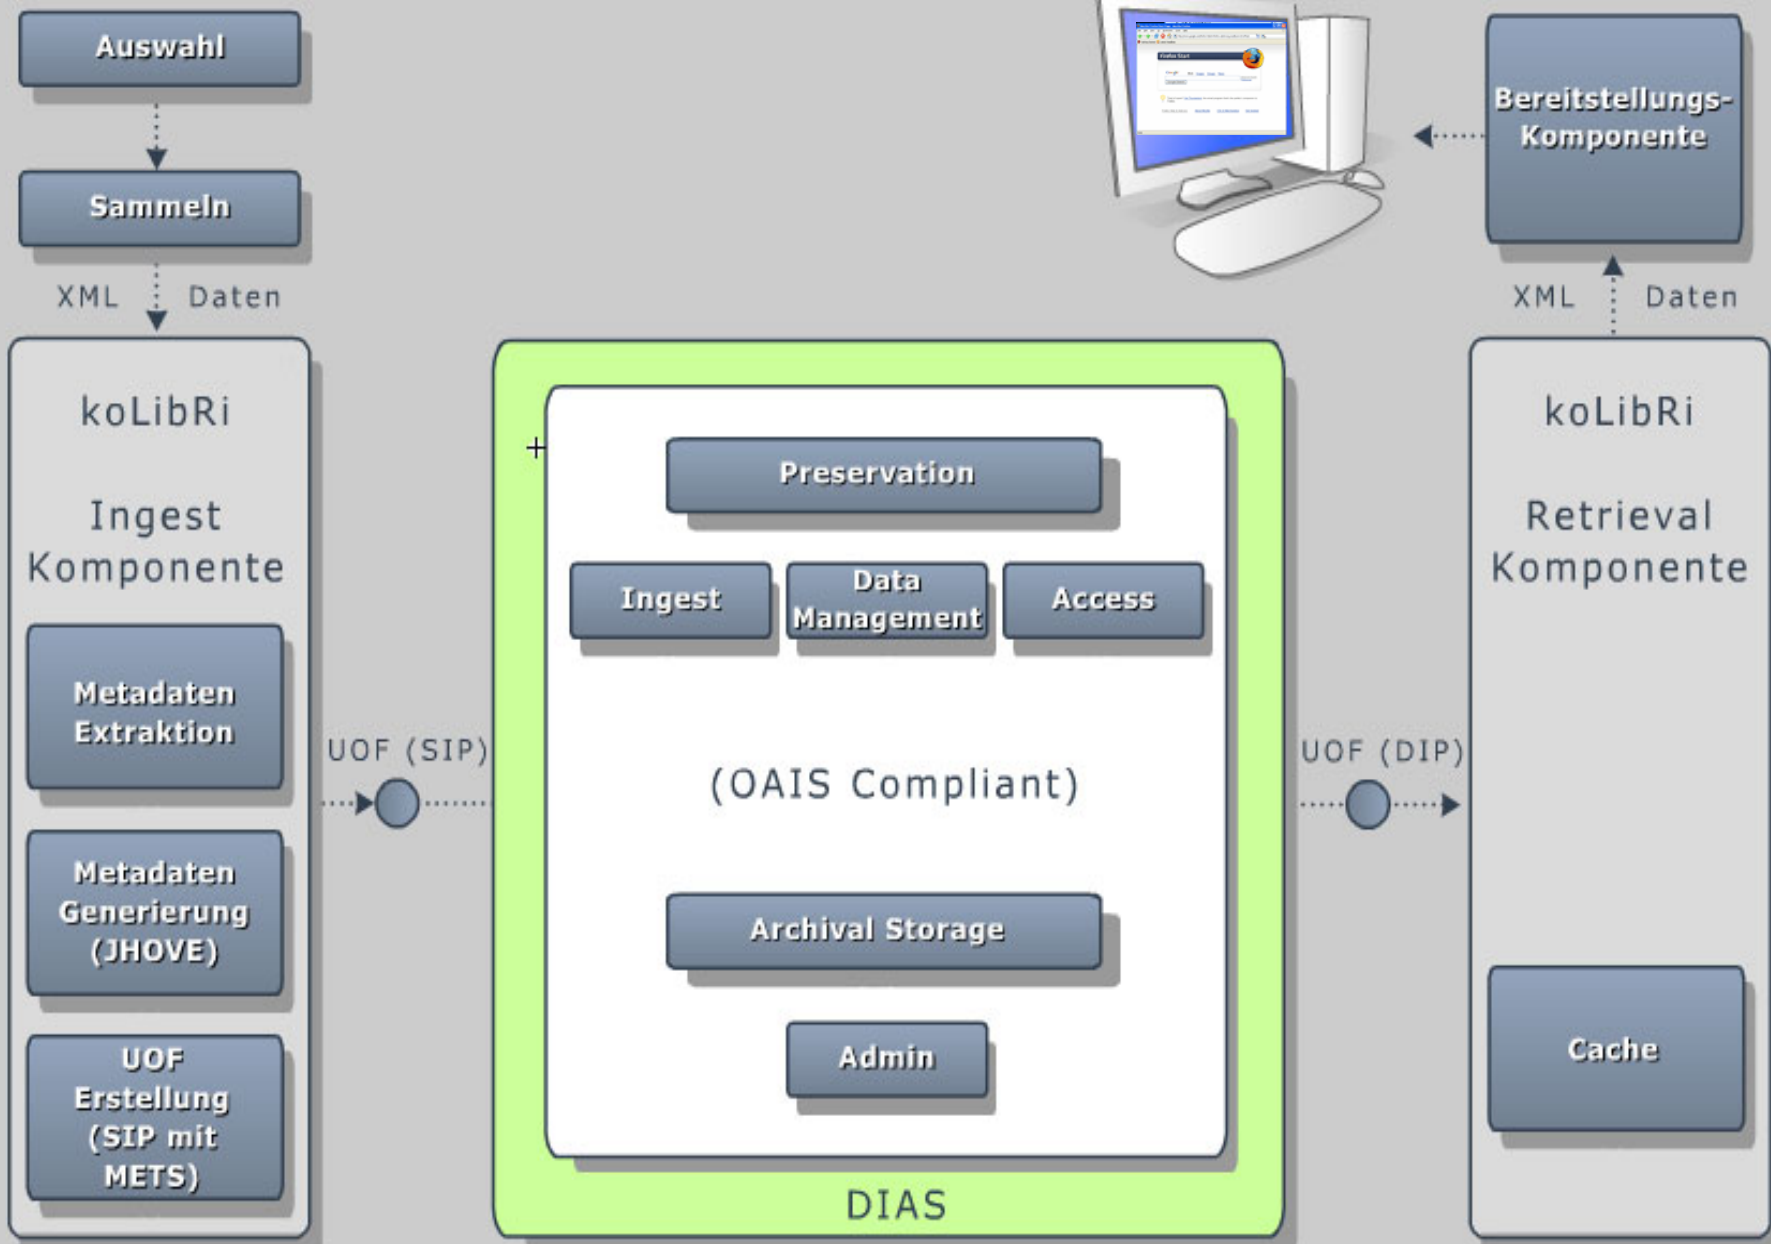 Auswahl
Sammeln
XML Daten
koLibRi
Ingest
Komponente
Metadaten
Extraktion
Metadaten
Generierung
(JHOVE)
UOF
Erstellung
(SIP mit
METS)
UOF (SIP)
Preservation
Ingest
Data
Management
Access
(OAIS Compliant)
Archival Storage
Admin
DIAS
UOF (DIP)
Bereitstellungs-
Komponente
XML Daten
koLibRi
Retrieval
Komponente
Cache